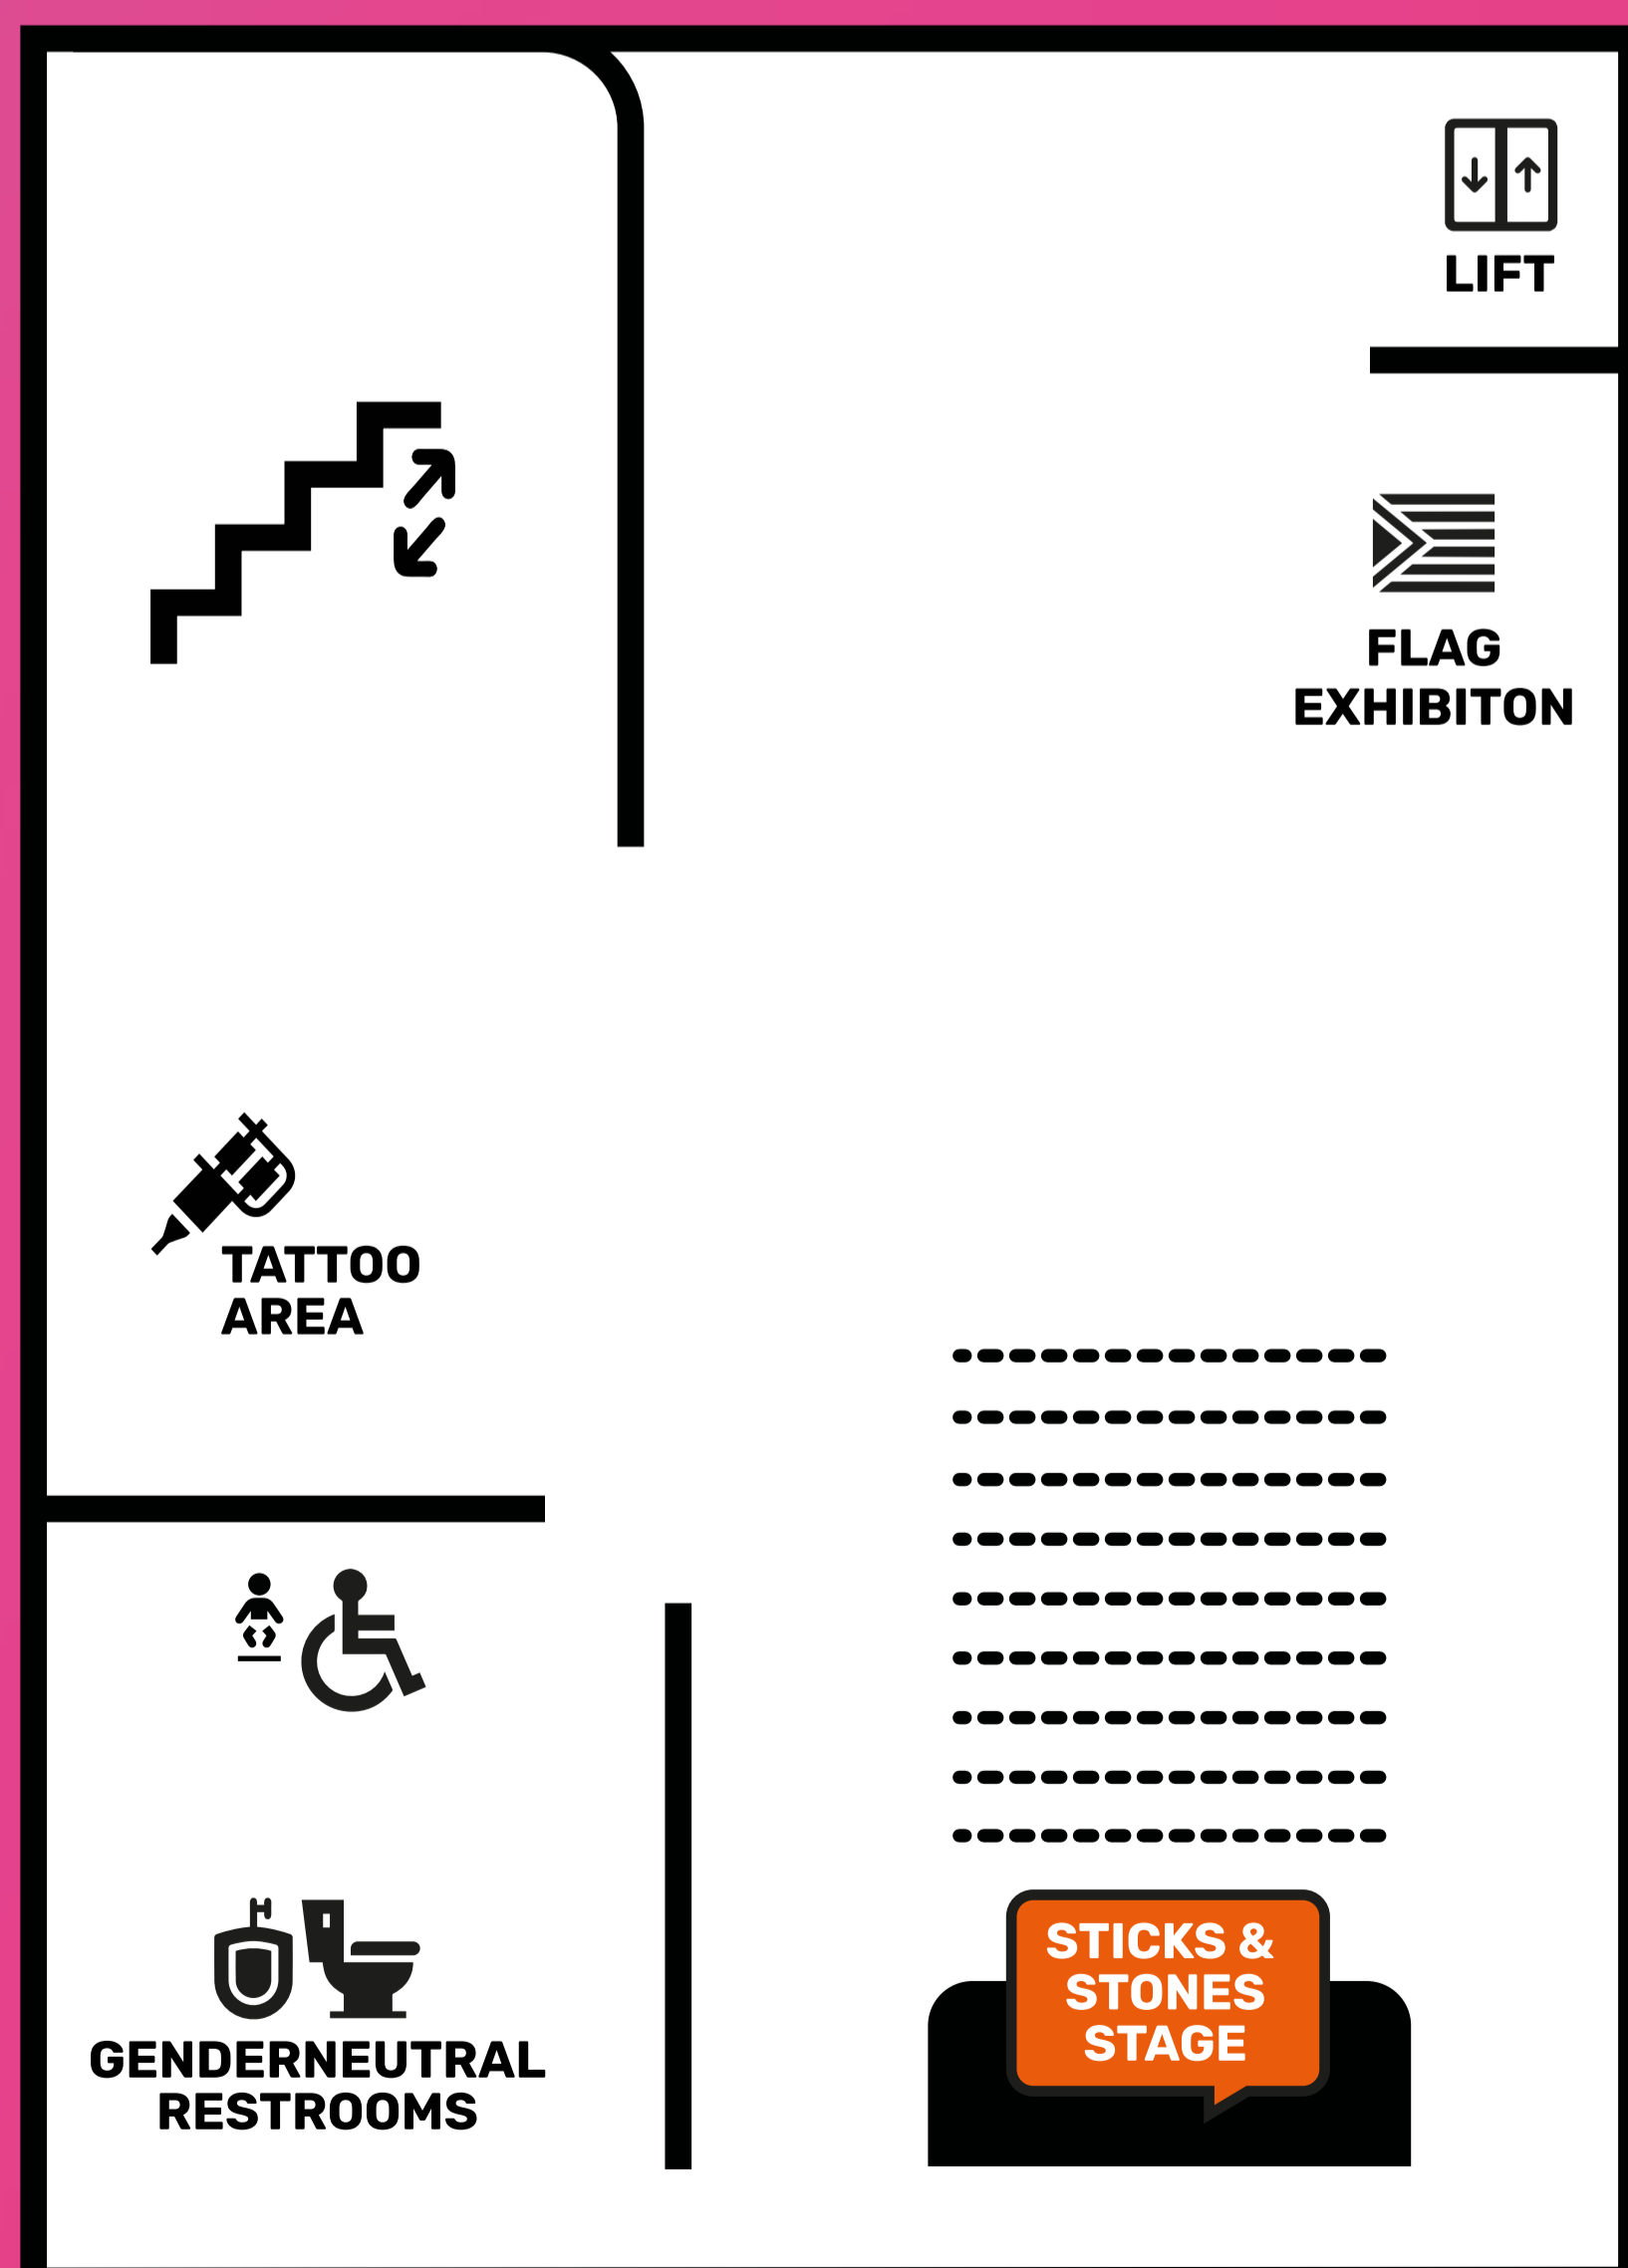 LIFT
FLAG
EXHIBITON
TATTOO
AREA
GENDERNEUTRAL
RESTROOMS
STICKS &
STONES
STAGE